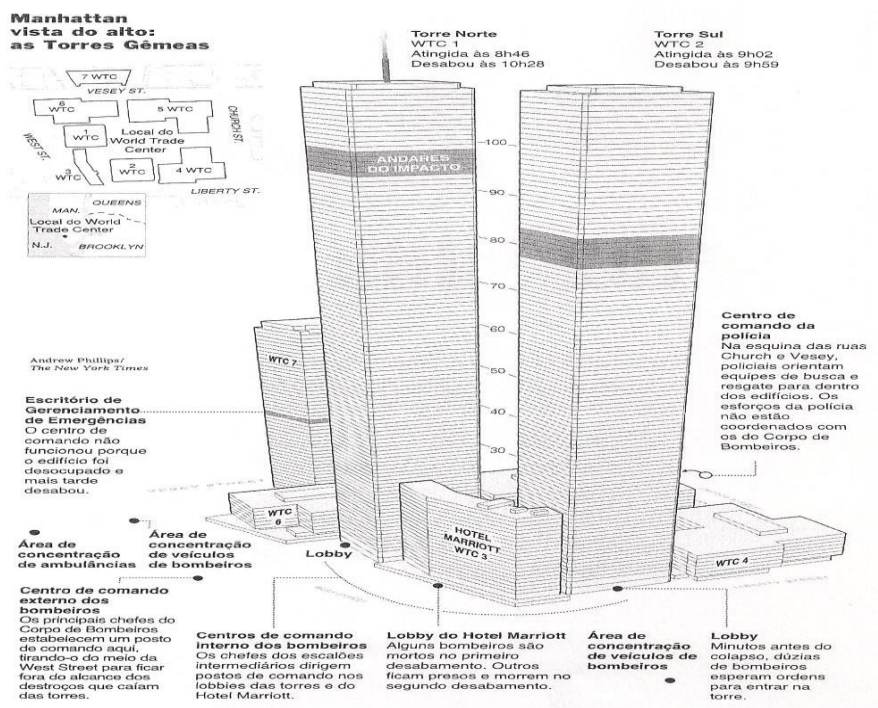 Manhattan
vista do alto:
as Torres Gêmeas
7 WTC
VESEY ST.
6
WTC
5 WTC
CHURCH ST.
WEST ST.
1
WTC
Local do
World Trade
Center
3
WTC
2
WTC
4 WTC
LIBERTY ST.
QUEENS
MAN.
Local do World
Trade Center
N.J.
BROOKLYN
Andrew Phillips/
The New York Times
Torre Norte
WTC 1
Atingida às 8h46
Desabou às 10h28
Torre Sul
WTC 2
Atingida às 9h02
Desabou às 9h59
ANDARES
DO IMPACTO
100
90
80
70
60
50
40
30
WTC 7
WTC
6
HOTEL
MARRIOTT
WTC 3
WTC 4
VESEY STREET
LIBERTY STREET
Centro de
comando da
polícia
Na esquina das ruas
Church e Vesey,
policiais orientam
equipes de busca e
resgate para dentro
dos edifícios. Os
esforços da polícia
não estão
coordenados com
os do Corpo de
Bombeiros.
Escritório de
Gerenciamento
de Emergências
O centro de
comando não
funcionou porque
o edifício foi
desocupado e
mais tarde
desabou.
Área de
concentração
de ambulâncias
Área de
concentração
de veículos
de bombeiros
Lobby
Centro de comando
externo dos
bombeiros
Os principais chefes do
Corpo de Bombeiros
estabelecem um posto
de comando aqui,
tirando-o do meio da
West Street para ficar
fora do alcance dos
destroços que caíam
das torres.
Centros de comando
interno dos bombeiros
Os chefes dos escalões
intermediários dirigem
postos de comando nos
lobbies das torres e do
Hotel Marriott.
Lobby do Hotel Marriott
Alguns bombeiros são
mortos no primeiro
desabamento. Outros
ficam presos e morrem no
segundo desabamento.
Área de
concentração
de veículos de
bombeiros
Lobby
Minutos antes do
colapso, dúzias
de bombeiros
esperam ordens
para entrar na
torre.